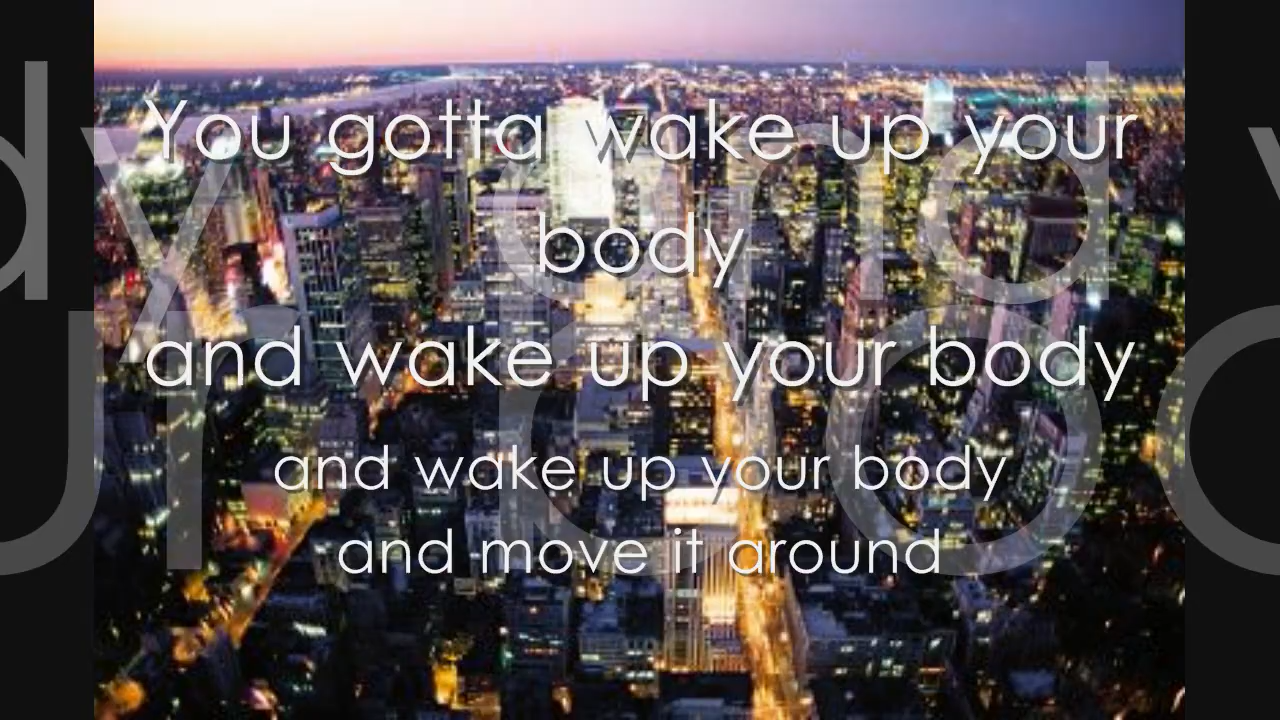 You gotta wake up your
body
and wake up your body
and wake up your body
and move it around